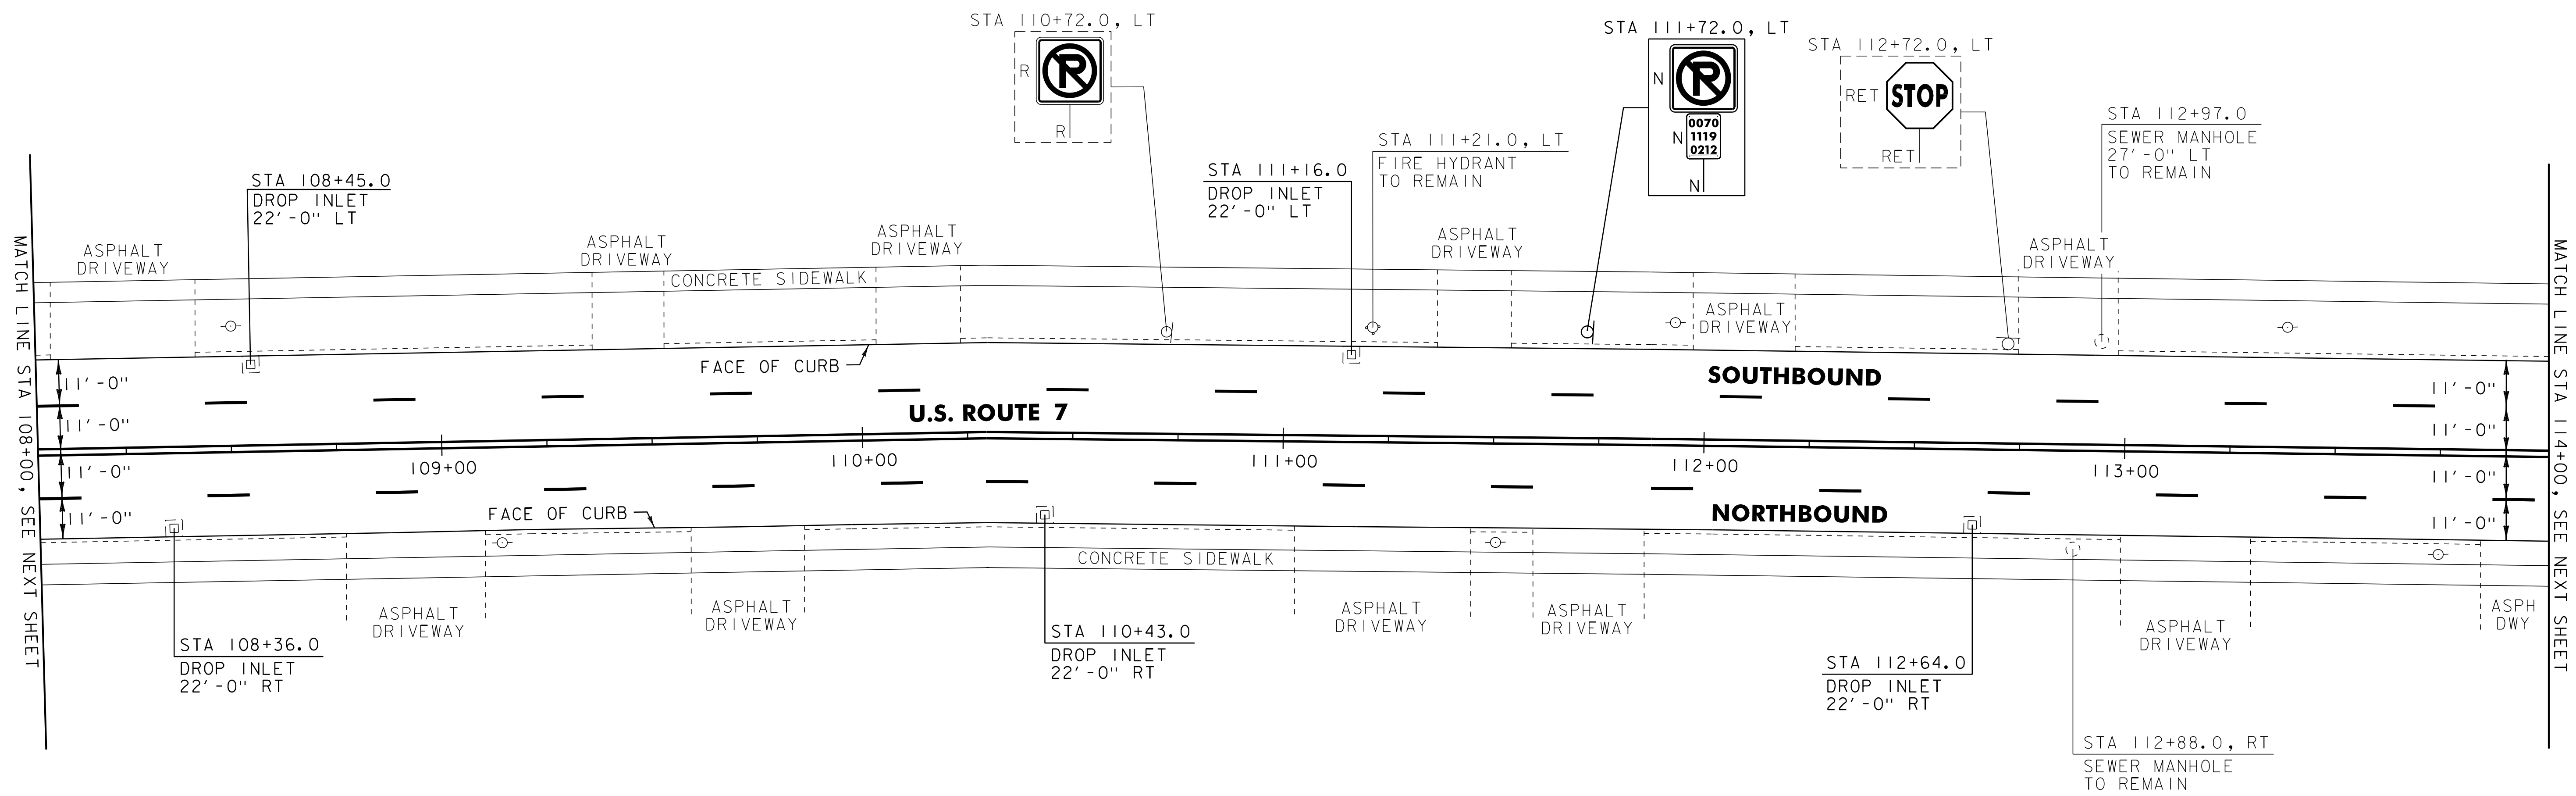 STA 110+72.0, LT
R
R
STA 111+72.0, LT
N
0070
N 1119
0212
N
STA 112+72.0, LT
RET STOP
RET
STA 112+97.0
SEWER MANHOLE
27'-0" LT
TO REMAIN
STA 111+21.0, LT
FIRE HYDRANT
TO REMAIN
STA 111+16.0
DROP INLET
22'-0" LT
STA 108+45.0
DROP INLET
22'-0" LT
ASPHALT
DRIVEWAY
ASPHALT
DRIVEWAY
ASPHALT
DRIVEWAY
ASPHALT
DRIVEWAY
ASPHALT
DRIVEWAY
ASPHALT
DRIVEWAY
CONCRETE SIDEWALK
FACE OF CURB
MATCH LINE STA 108+00, SEE NEXT SHEET
MATCH LINE STA 114+00, SEE NEXT SHEET
11'-0"
11'-0"
11'-0"
11'-0"
SOUTHBOUND
U.S. ROUTE 7
11'-0"
11'-0"
11'-0"
11'-0"
109+00
110+00
111+00
112+00
113+00
FACE OF CURB
NORTHBOUND
CONCRETE SIDEWALK
ASPHALT
DRIVEWAY
ASPHALT
DRIVEWAY
ASPHALT
DRIVEWAY
ASPHALT
DRIVEWAY
ASPHALT
DRIVEWAY
ASPH
DWY
STA 108+36.0
DROP INLET
22'-0" RT
STA 110+43.0
DROP INLET
22'-0" RT
STA 112+64.0
DROP INLET
22'-0" RT
STA 112+88.0, RT
SEWER MANHOLE
TO REMAIN